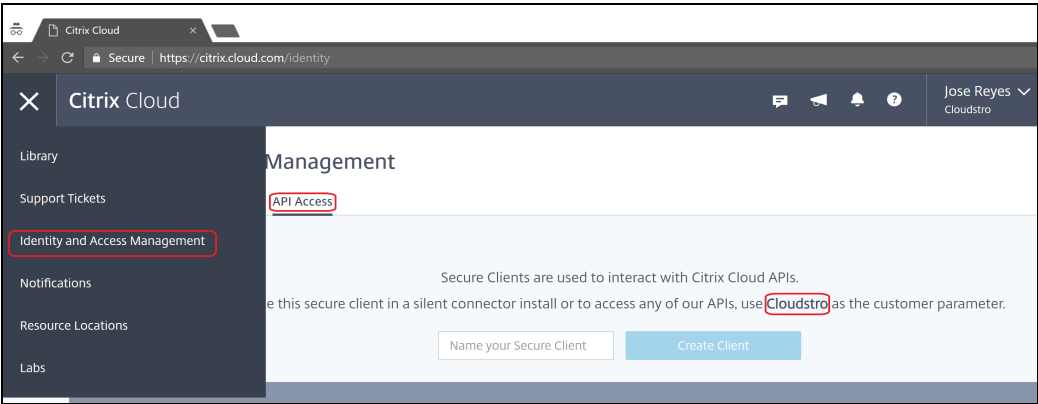 Citrix Cloud
Secure https://citrix.cloud.com/identity
Citrix Cloud
Jose Reyes
Cloudstro
Library
Support Tickets
Identity and Access Management
Notifications
Resource Locations
Labs
Management
API Access
Secure Clients are used to interact with Citrix Cloud APIs.
e this secure client in a silent connector install or to access any of our APIs, use Cloudstro as the customer parameter.
Name your Secure Client
Create Client